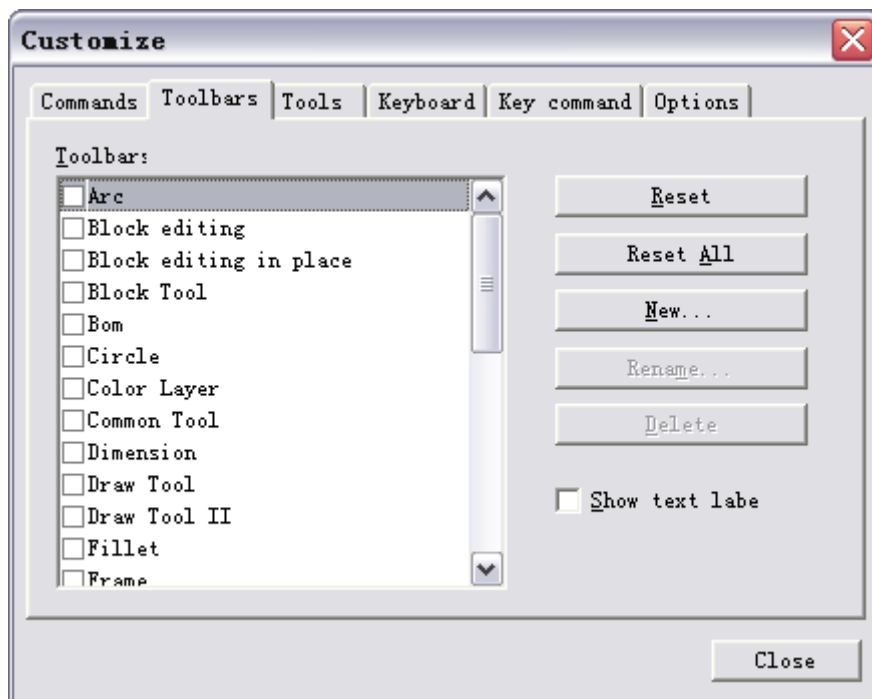 Customize
Commands Toolbars Tools Keyboard Key command Options
Toolbars
Arc
Block editing
Block editing in place
Block Tool
Bom
Circle
Color Layer
Common Tool
Dimension
Draw Tool
Draw Tool II
Fillet
Frame
Reset
Reset All
New...
Rename...
Delete
Show text labe
Close